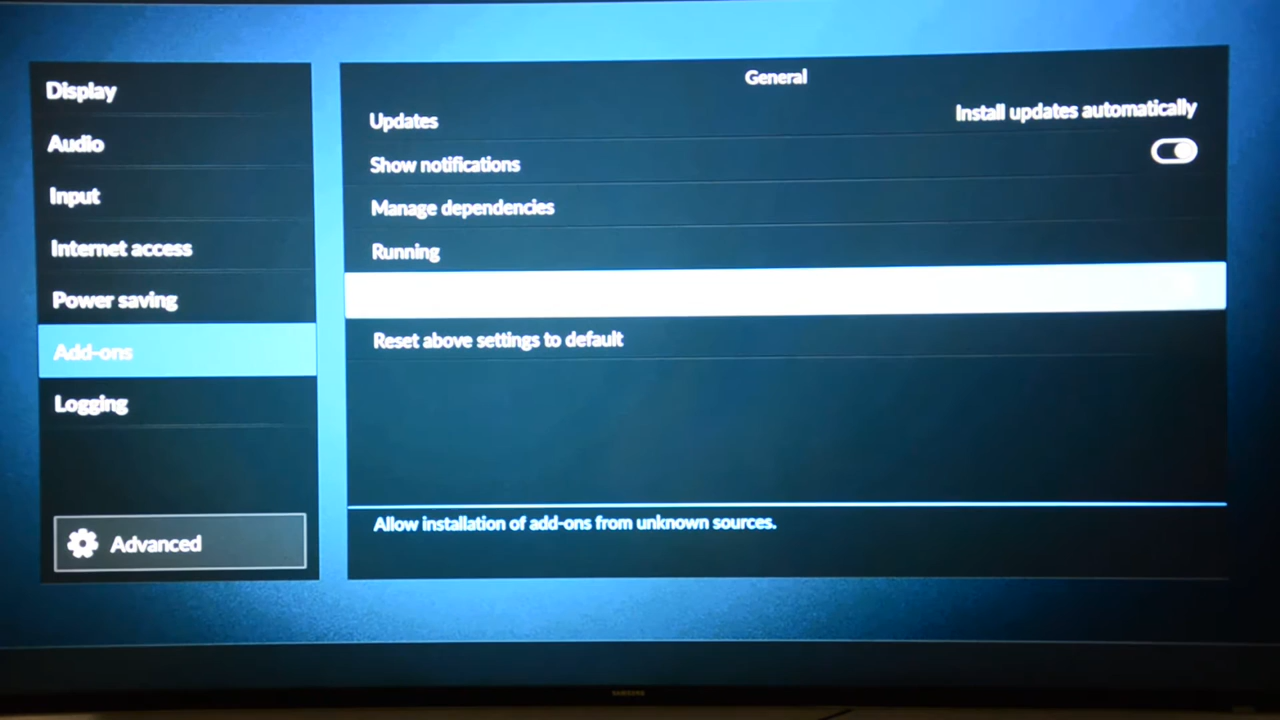 Display
Audio
Input
Internet access
Power saving
Add-ons
Logging
Advanced
General
Updates
Install updates automatically
Show notifications
Manage dependencies
Running
Reset above settings to default
Allow installation of add-ons from unknown sources.
SAMSUNG